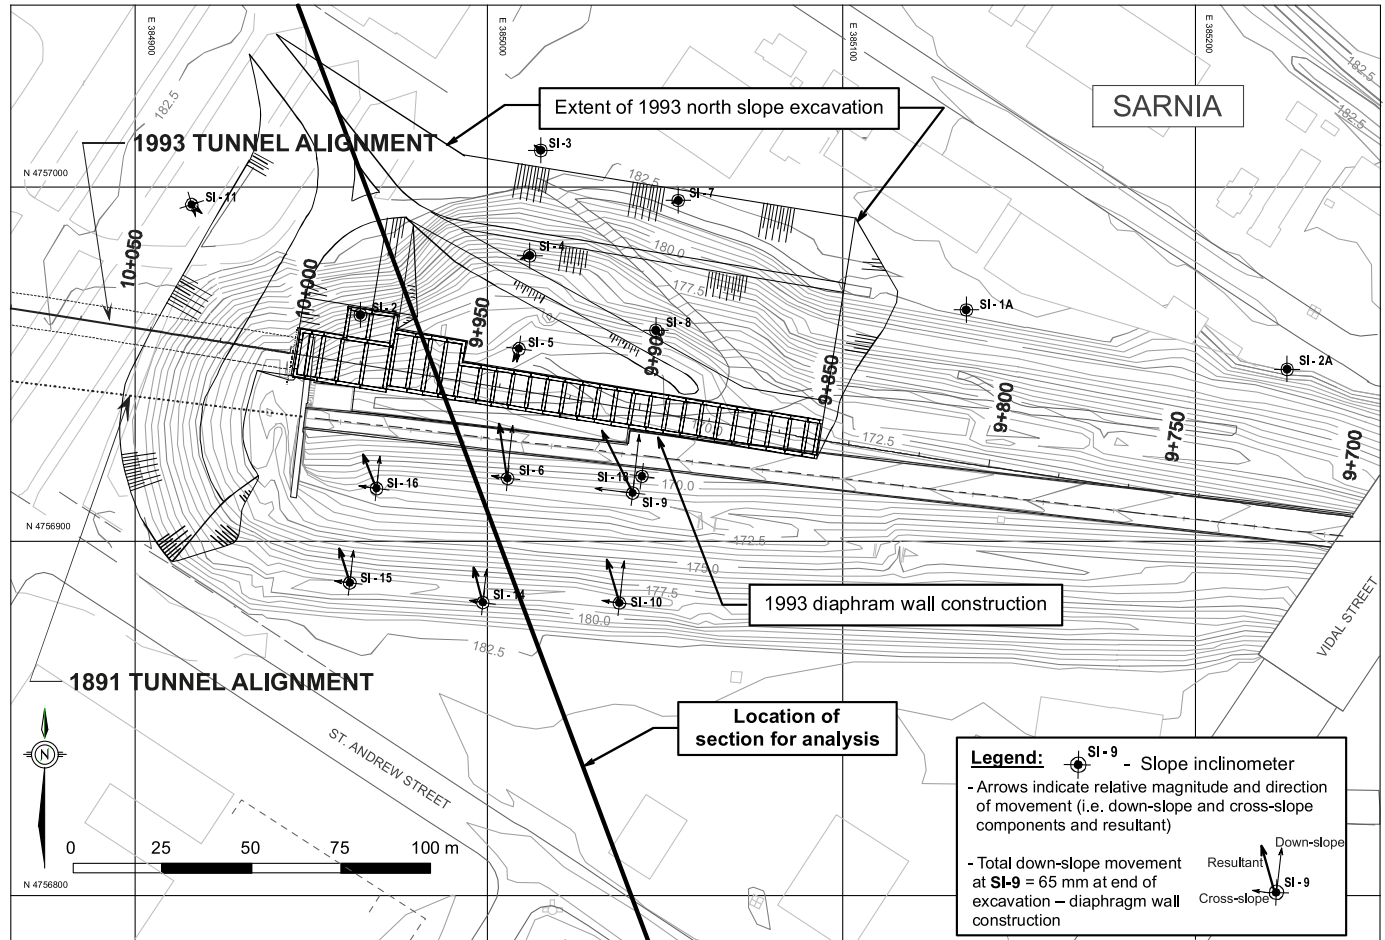 E 384900
E 385000
E 385100
E 385200
182.5
Extent of 1993 north slope excavation
SARNIA
182.5
182.5
1993 TUNNEL ALIGNMENT
SI - 3
N 4757000
182.5
SI - 7
SI - 11
180.0
SI - 4
10+050
10+000
177.5
SI - 1A
SI - 2
9+950
SI - 8
SI - 5
9+900
SI - 2A
9+850
9+800
9+750
9+700
170.0
172.5
SI - 6
SI - 18
SI - 16
170.0
SI - 9
N 4756900
172.5
175.0
SI - 15
SI - 14
SI - 10
177.5
180.0
1993 diaphram wall construction
182.5
VIDAL STREET
1891 TUNNEL ALIGNMENT
Location of
section for analysis
ST. ANDREW STREET
N
0 25 50 75 100 m
N 4756800
Legend:
SI - 9
- Slope inclinometer
- Arrows indicate relative magnitude and direction
of movement (i.e. down-slope and cross-slope
components and resultant)
- Total down-slope movement
at SI-9 = 65 mm at end of
excavation – diaphragm wall
construction
Down-slope
Resultant
SI - 9
Cross-slope